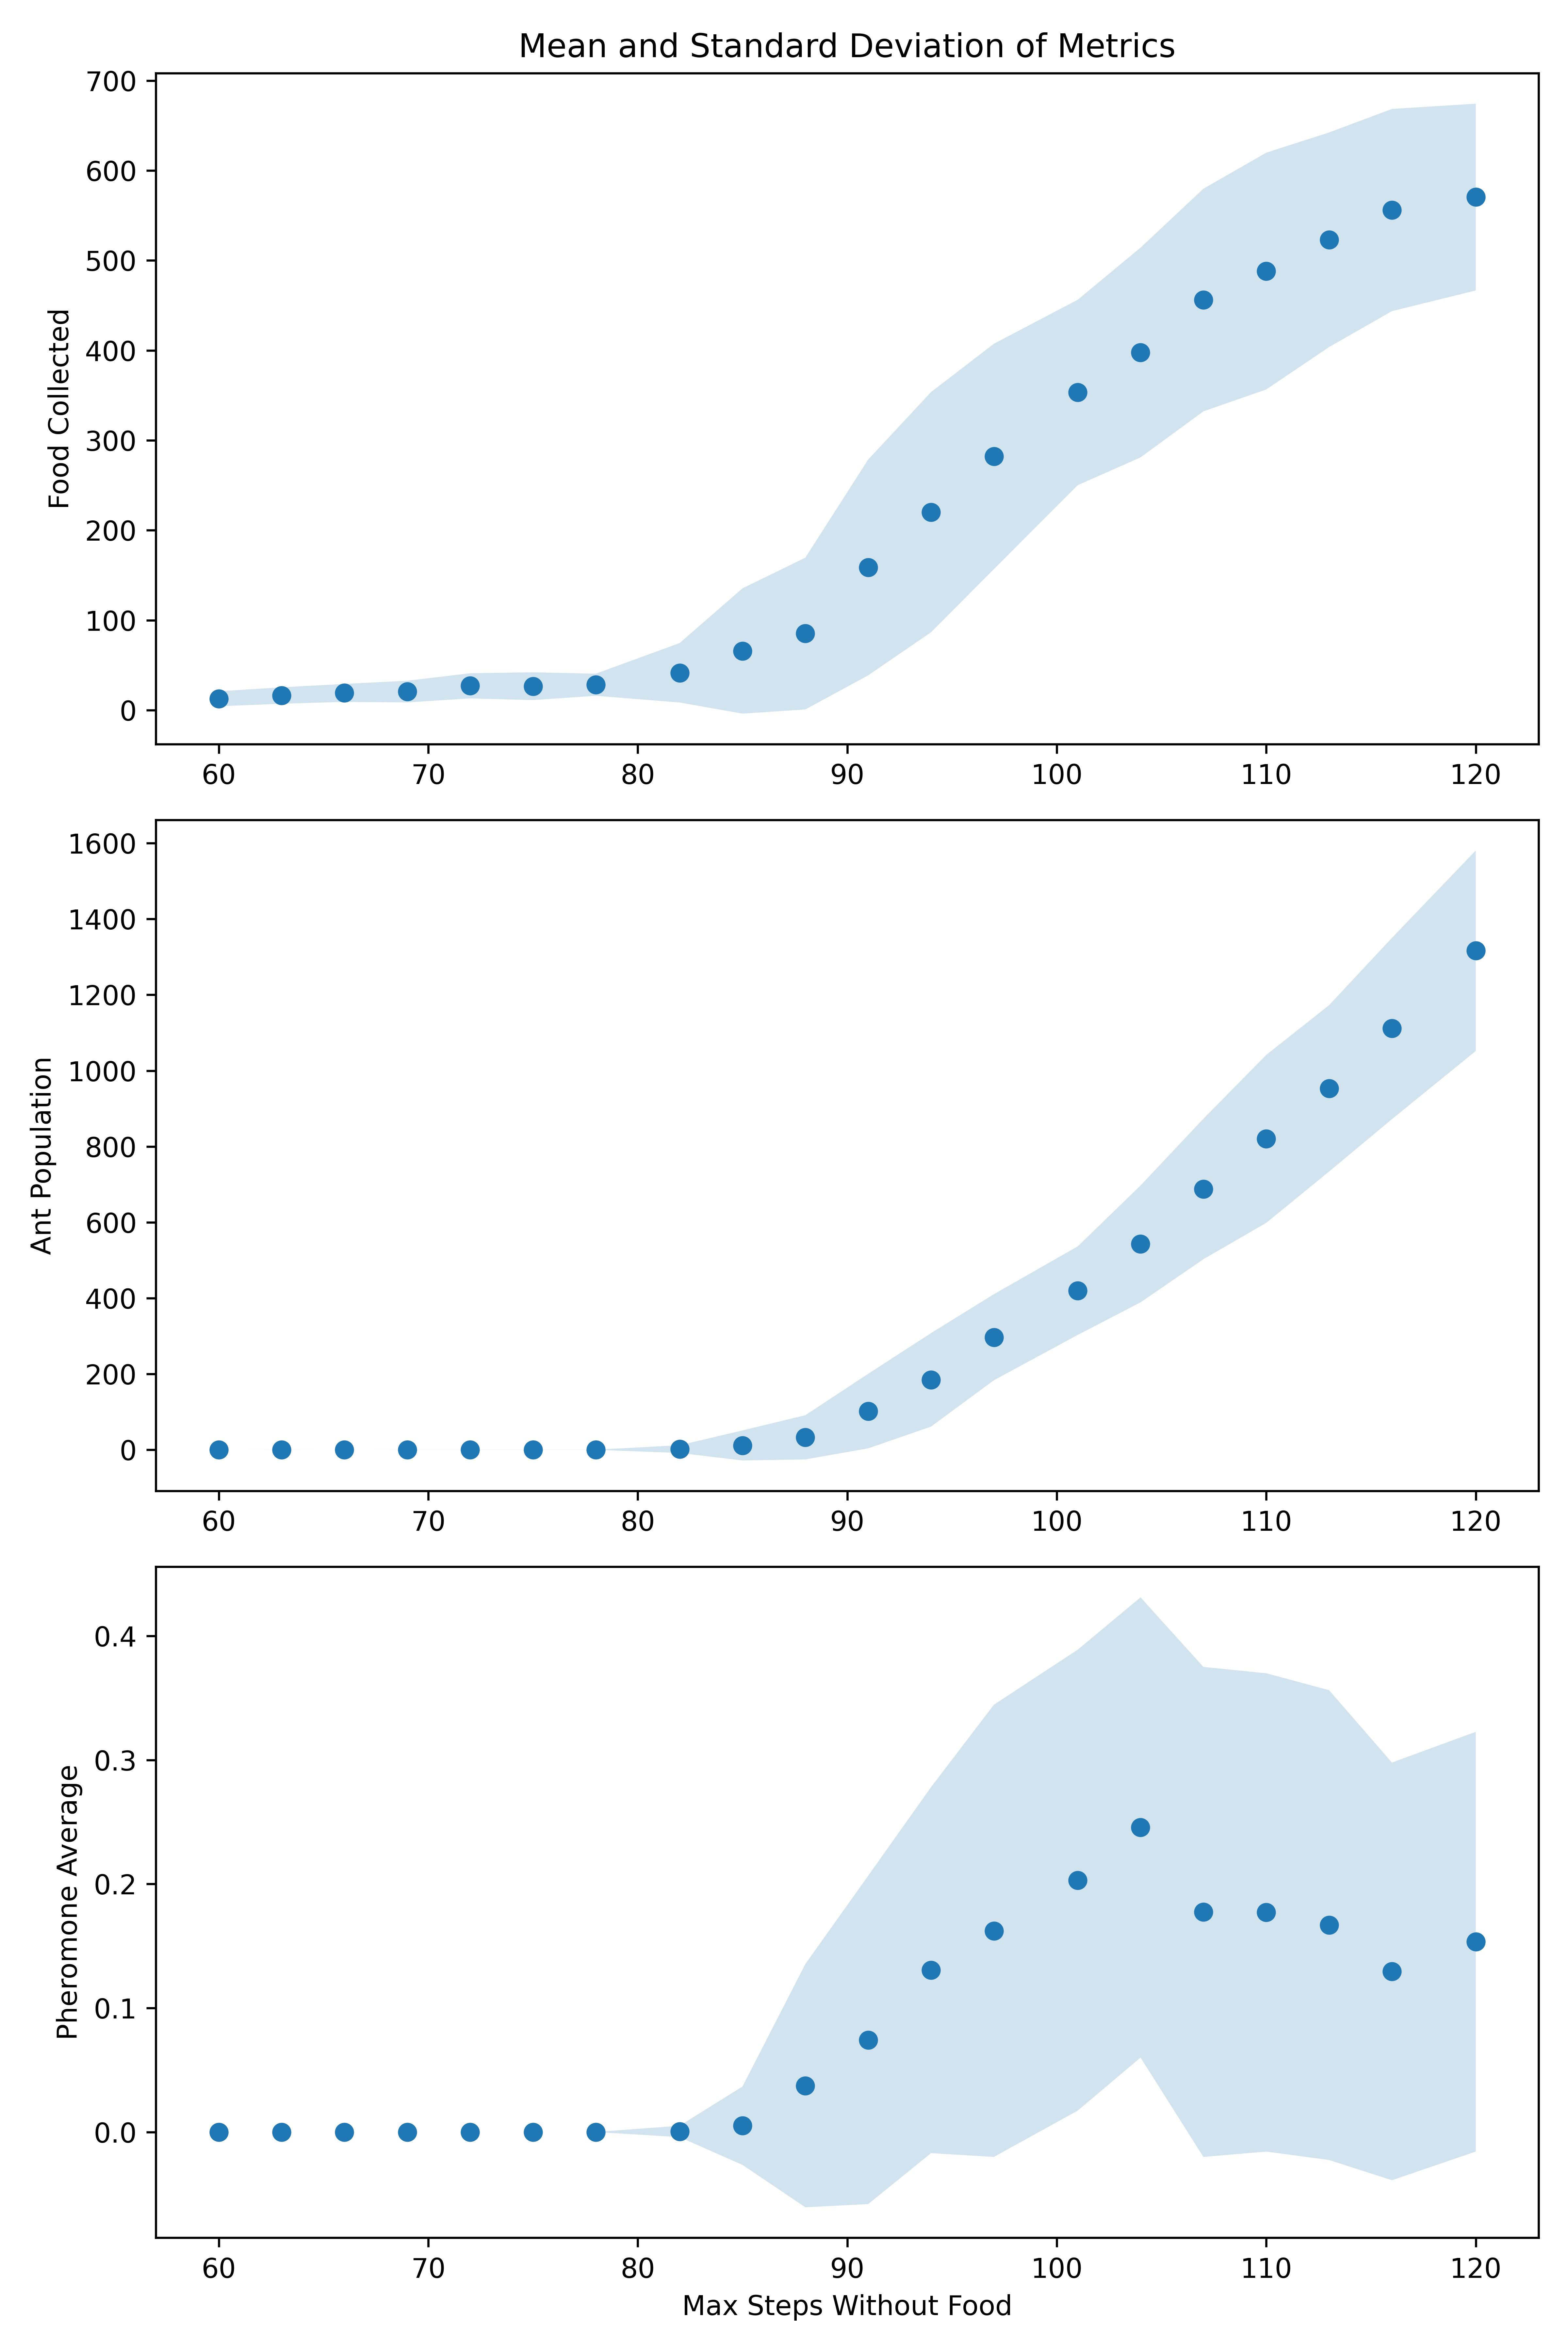 Mean and Standard Deviation of Metrics
700
600
500
400
300
200
100
0
Food Collected
60 70 80 90 100 110 120
1600
1400
1200
1000
800
600
400
200
0
Ant Population
60 70 80 90 100 110 120
0.4
0.3
0.2
0.1
0.0
Pheromone Average
60 70 80 90 100 110 120
Max Steps Without Food